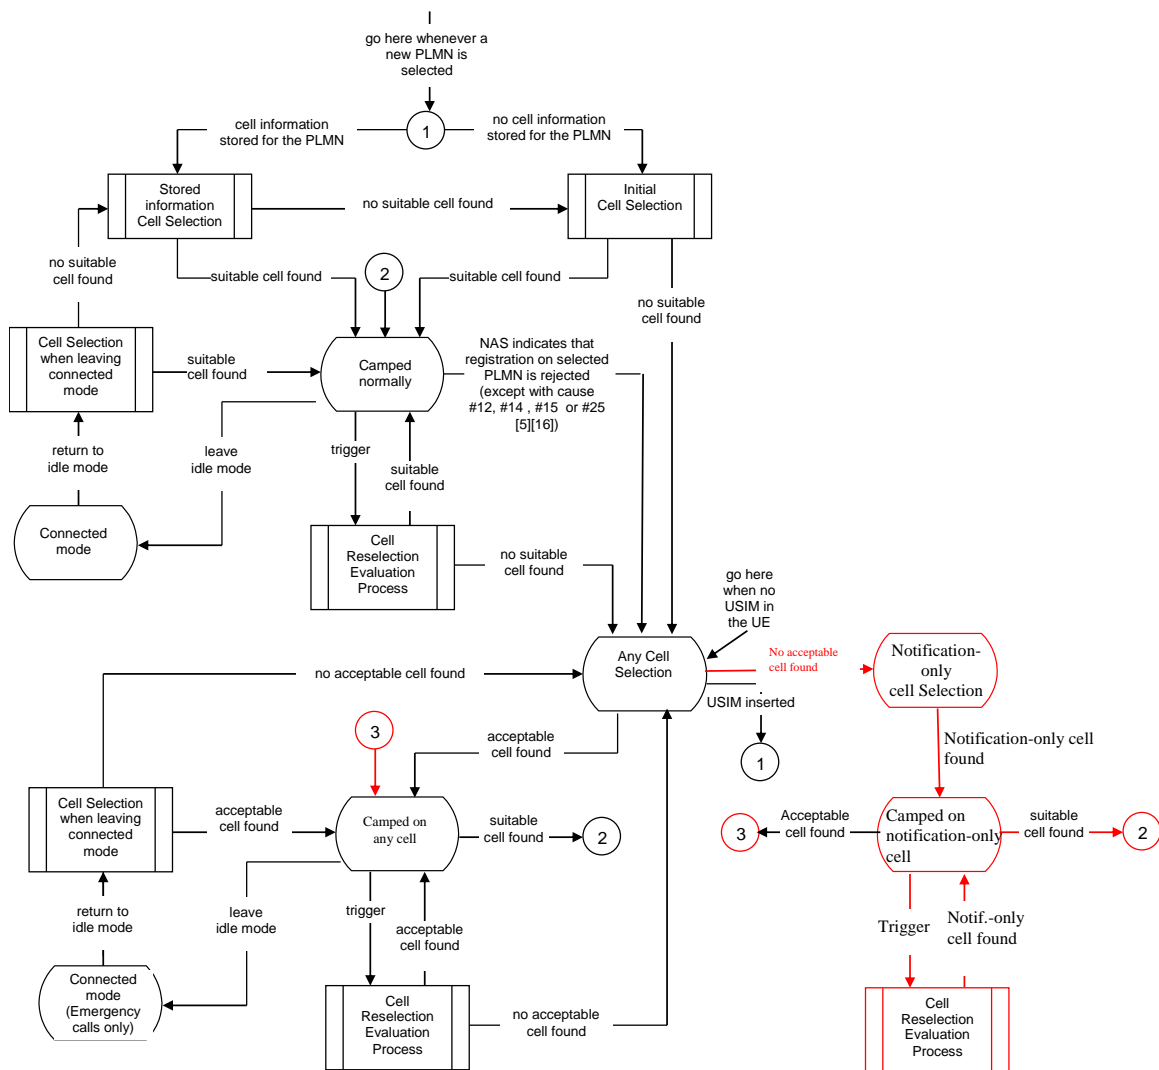 go here whenever a
new PLMN is
selected
1
cell information
stored for the PLMN
no cell information
stored for the PLMN
Stored
information
Cell Selection
no suitable cell found
Initial
Cell Selection
no suitable
cell found
suitable cell found
2
suitable cell found
no suitable
cell found
Cell Selection
when leaving
connected
mode
suitable
cell found
Camped
normally
NAS indicates that
registration on selected
PLMN is rejected
(except with cause
#12, #14 , #15 or #25
[5][16])
return to
idle mode
leave
idle mode
trigger
suitable
cell found
Connected
mode
Cell
Reselection
Evaluation
Process
no suitable
cell found
go here
when no
USIM in
the UE
Any Cell
Selection
No acceptable
cell found
Notification-
only
cell Selection
no acceptable cell found
USIM inserted
1
3
acceptable
cell found
Notification-only cell
found
Cell Selection
when leaving
connected
mode
acceptable
cell found
Camped on
any cell
suitable
cell found
2
3
Acceptable
cell found
Camped on
notification-only
cell
suitable
cell found
2
return to
idle mode
leave
idle mode
trigger
acceptable
cell found
Trigger
Notif.-only
cell found
Connected
mode
(Emergency
calls only)
Cell
Reselection
Evaluation
Process
no acceptable
cell found
Cell
Reselection
Evaluation
Process